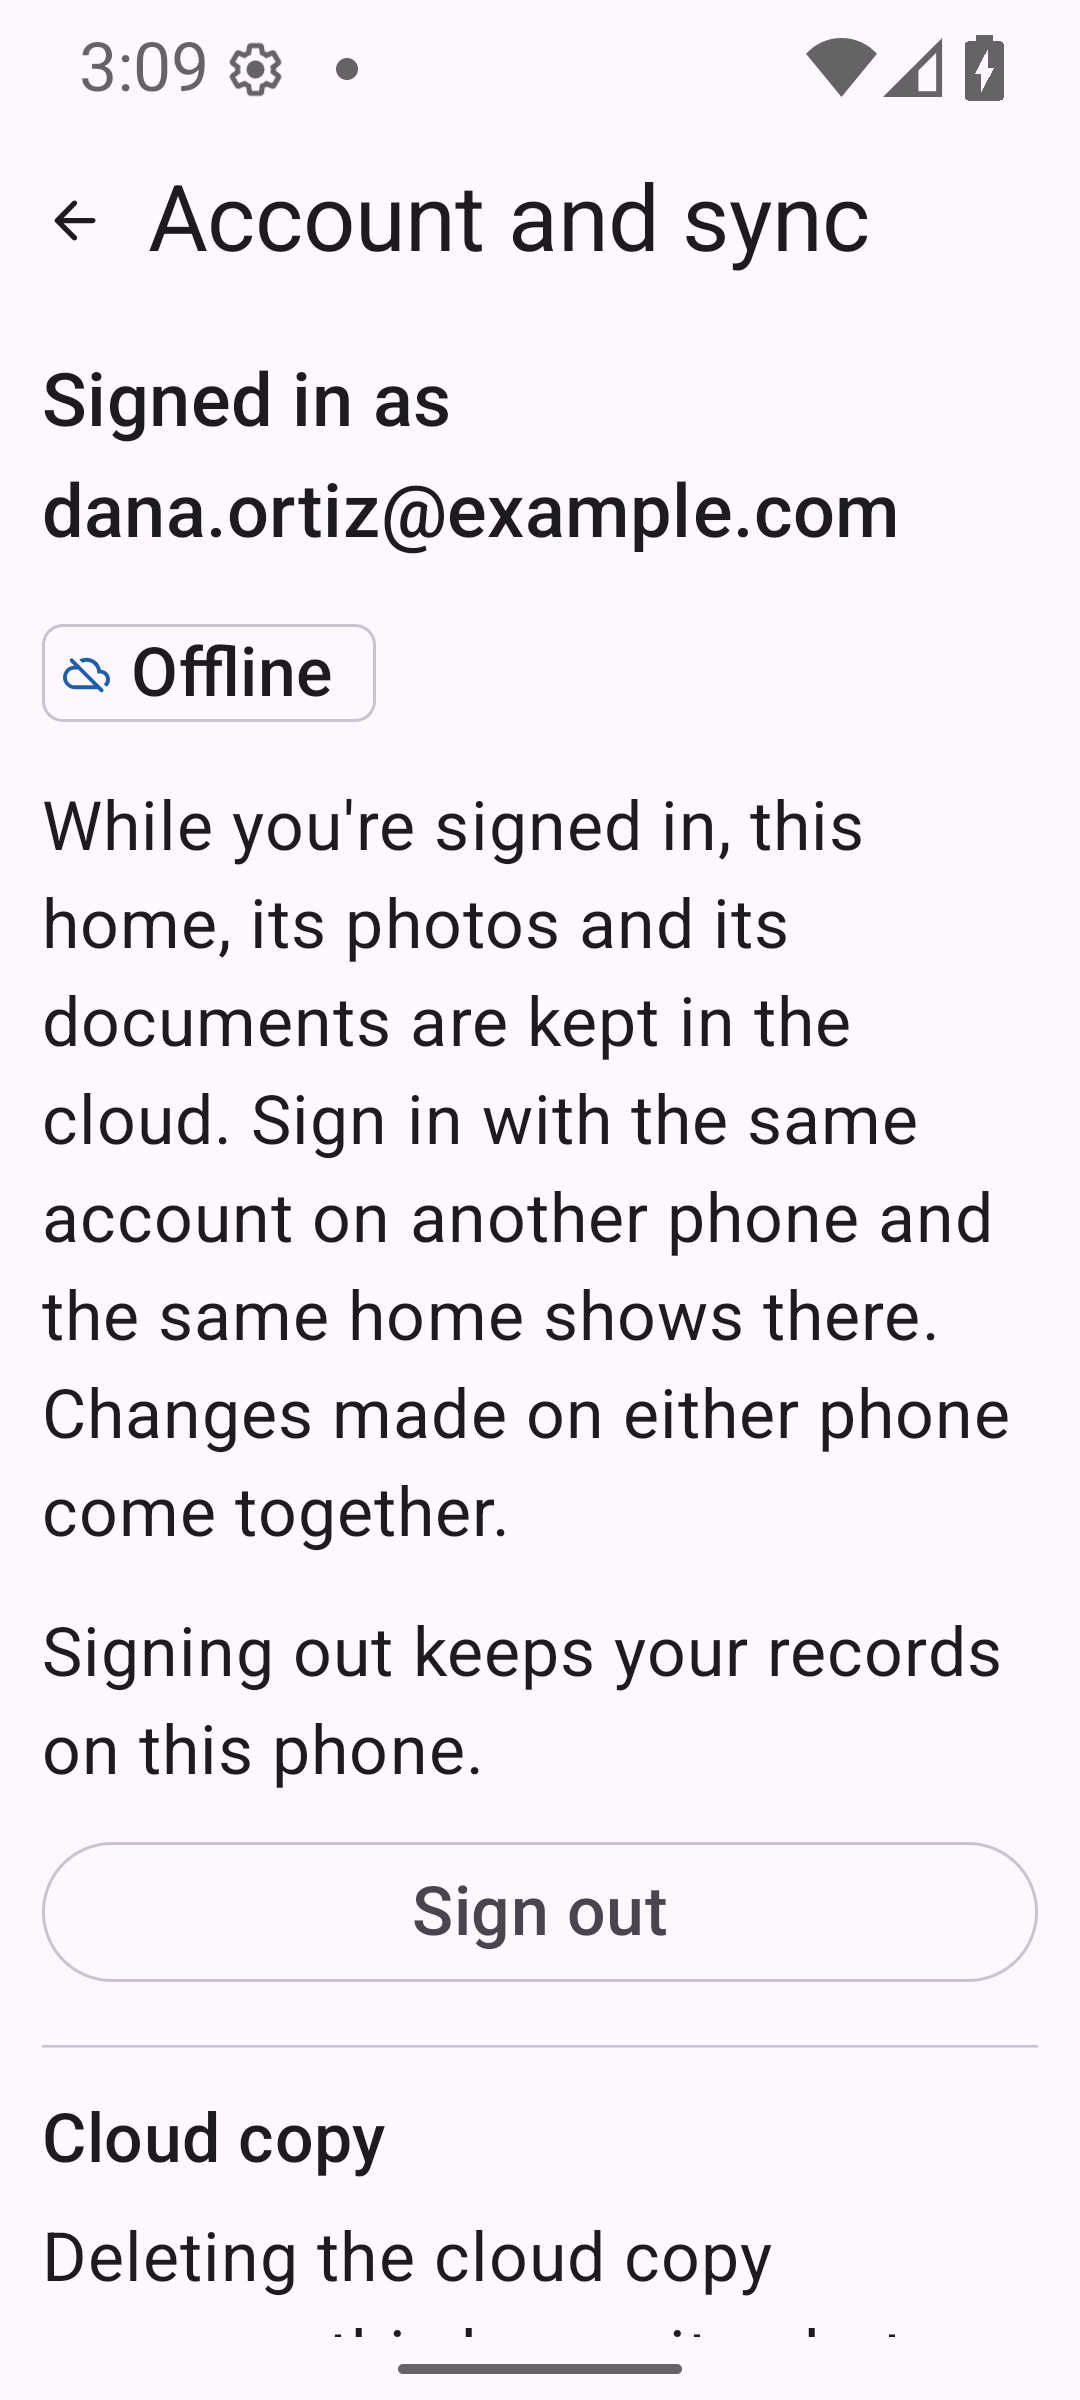 3:09
Account and sync
Signed in as
dana.ortiz@example.com
Offline
While you're signed in, this
home, its photos and its
documents are kept in the
cloud. Sign in with the same
account on another phone and
the same home shows there.
Changes made on either phone
come together.
Signing out keeps your records
on this phone.
Sign out
Cloud copy
Deleting the cloud copy